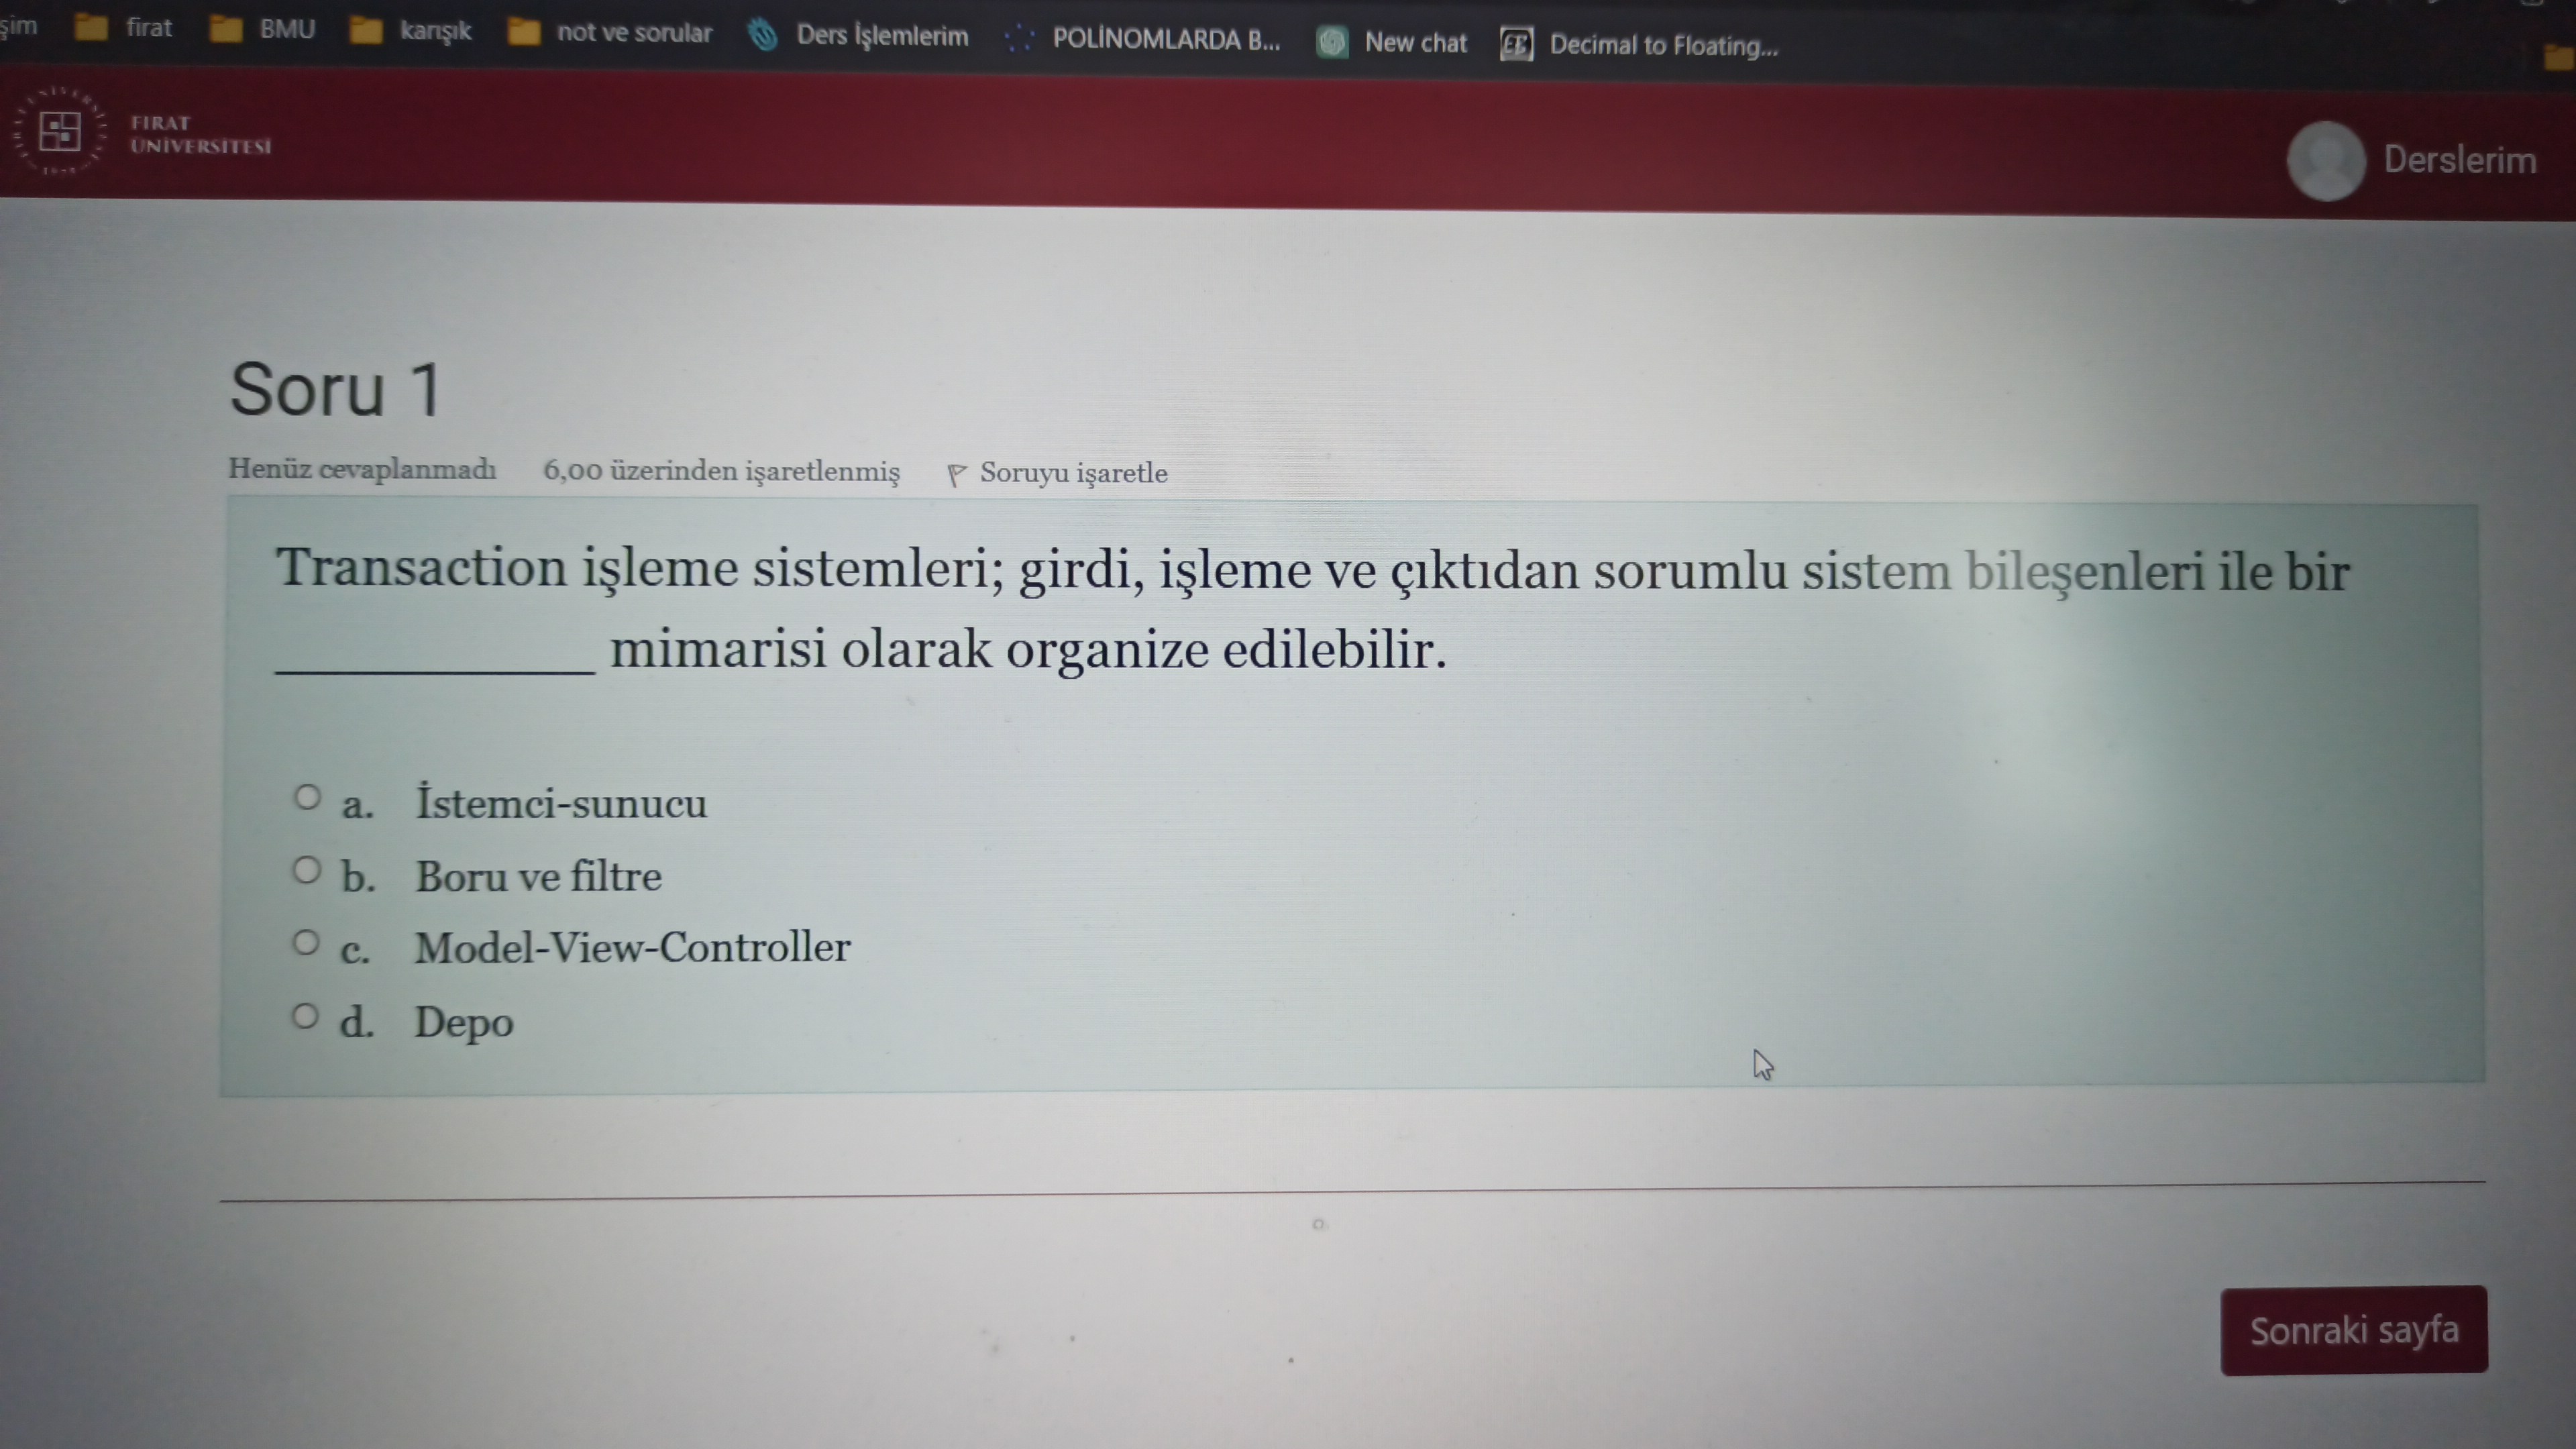 şim firat BMU karışık not ve sorular Ders İşlemlerim POLİNOMLARDA B... New chat Decimal to Floating...
FIRAT
ÜNİVERSİTESİ
Derslerim
Soru 1
Henüz cevaplanmadı 6,00 üzerinden işaretlenmiş Soruyu işaretle
Transaction işleme sistemleri; girdi, işleme ve çıktıdan sorumlu sistem bileşenleri ile bir
____________ mimarisi olarak organize edilebilir.
a. İstemci-sunucu
b. Boru ve filtre
c. Model-View-Controller
d. Depo
Sonraki sayfa